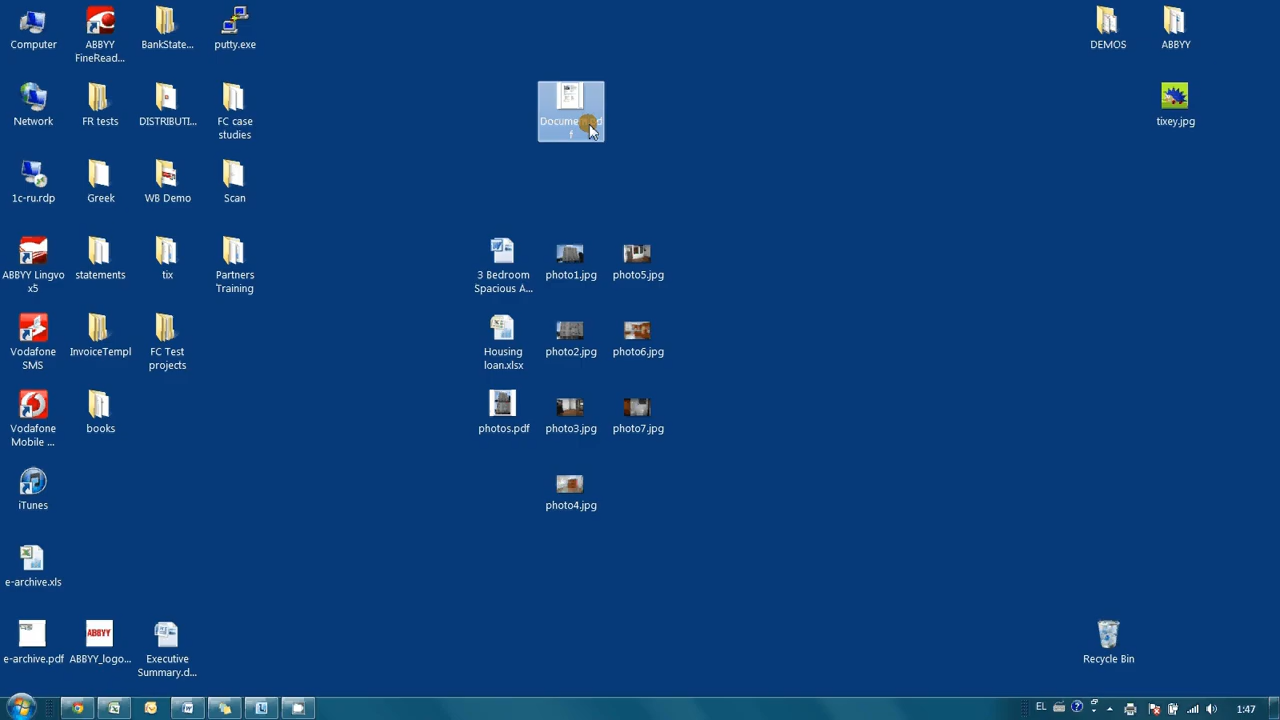 Computer
ABBYY
FineRead...
BankState...
putty.exe
DEMOS
ABBYY
Network
FR tests
DISTRIBUTI...
FC case
studies
tixey.jpg
1c-ru.rdp
Greek
WB Demo
Scan
ABBYY Lingvo
x5
statements
tix
Partners
Training
3 Bedroom
Spacious A...
photo1.jpg
photo5.jpg
Vodafone
SMS
InvoiceTempl
FC Test
projects
Housing
loan.xlsx
photo2.jpg
photo6.jpg
Vodafone
Mobile ...
books
photos.pdf
photo3.jpg
photo7.jpg
iTunes
photo4.jpg
e-archive.xls
e-archive.pdf
ABBYY
ABBYY_logo...
Executive
Summary.d...
Recycle Bin
EL
1:47